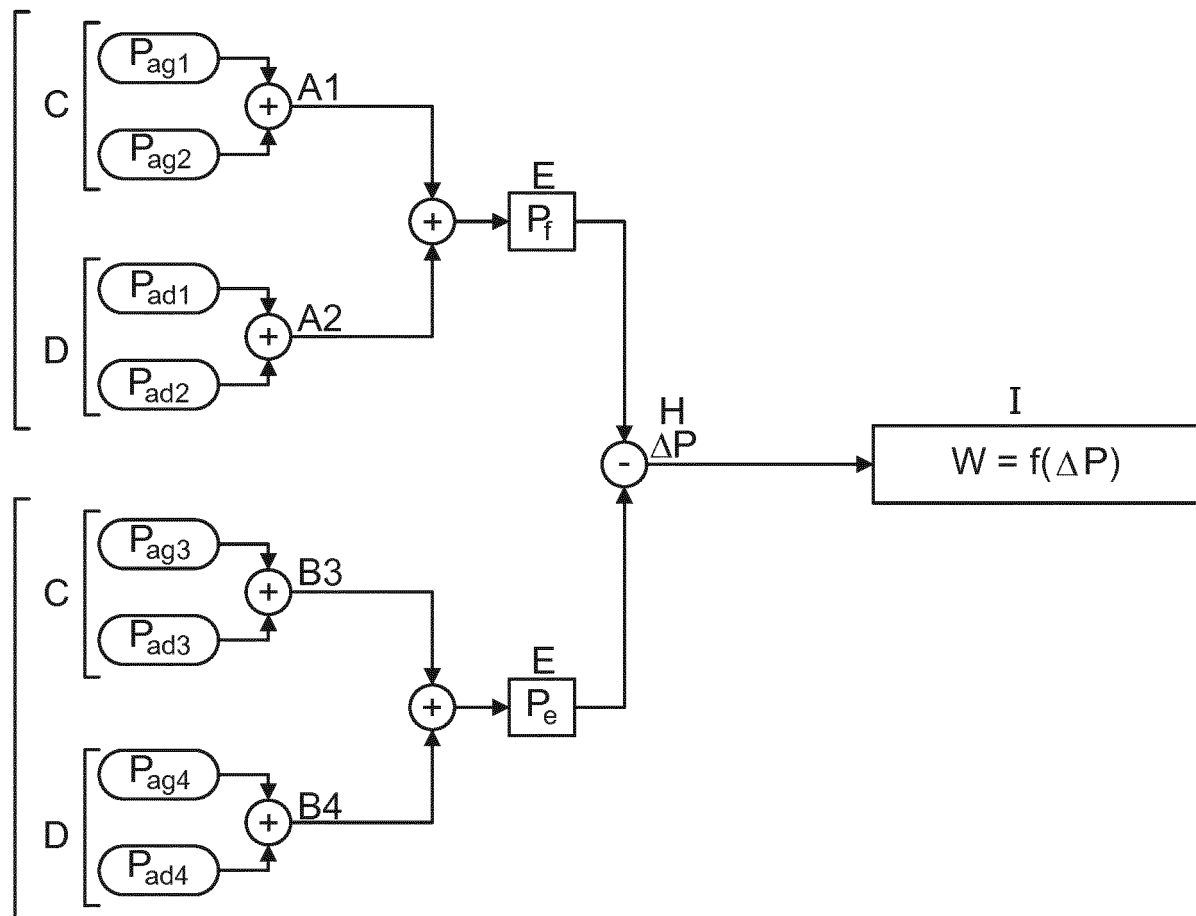 P_ag1
C
A1
+
P_ag2
E
P_f
+
P_ad1
D
A2
+
P_ad2
H
I
ΔP
-
W = f(ΔP)
P_ag3
C
B3
+
P_ad3
E
P_e
+
P_ag4
D
B4
+
P_ad4